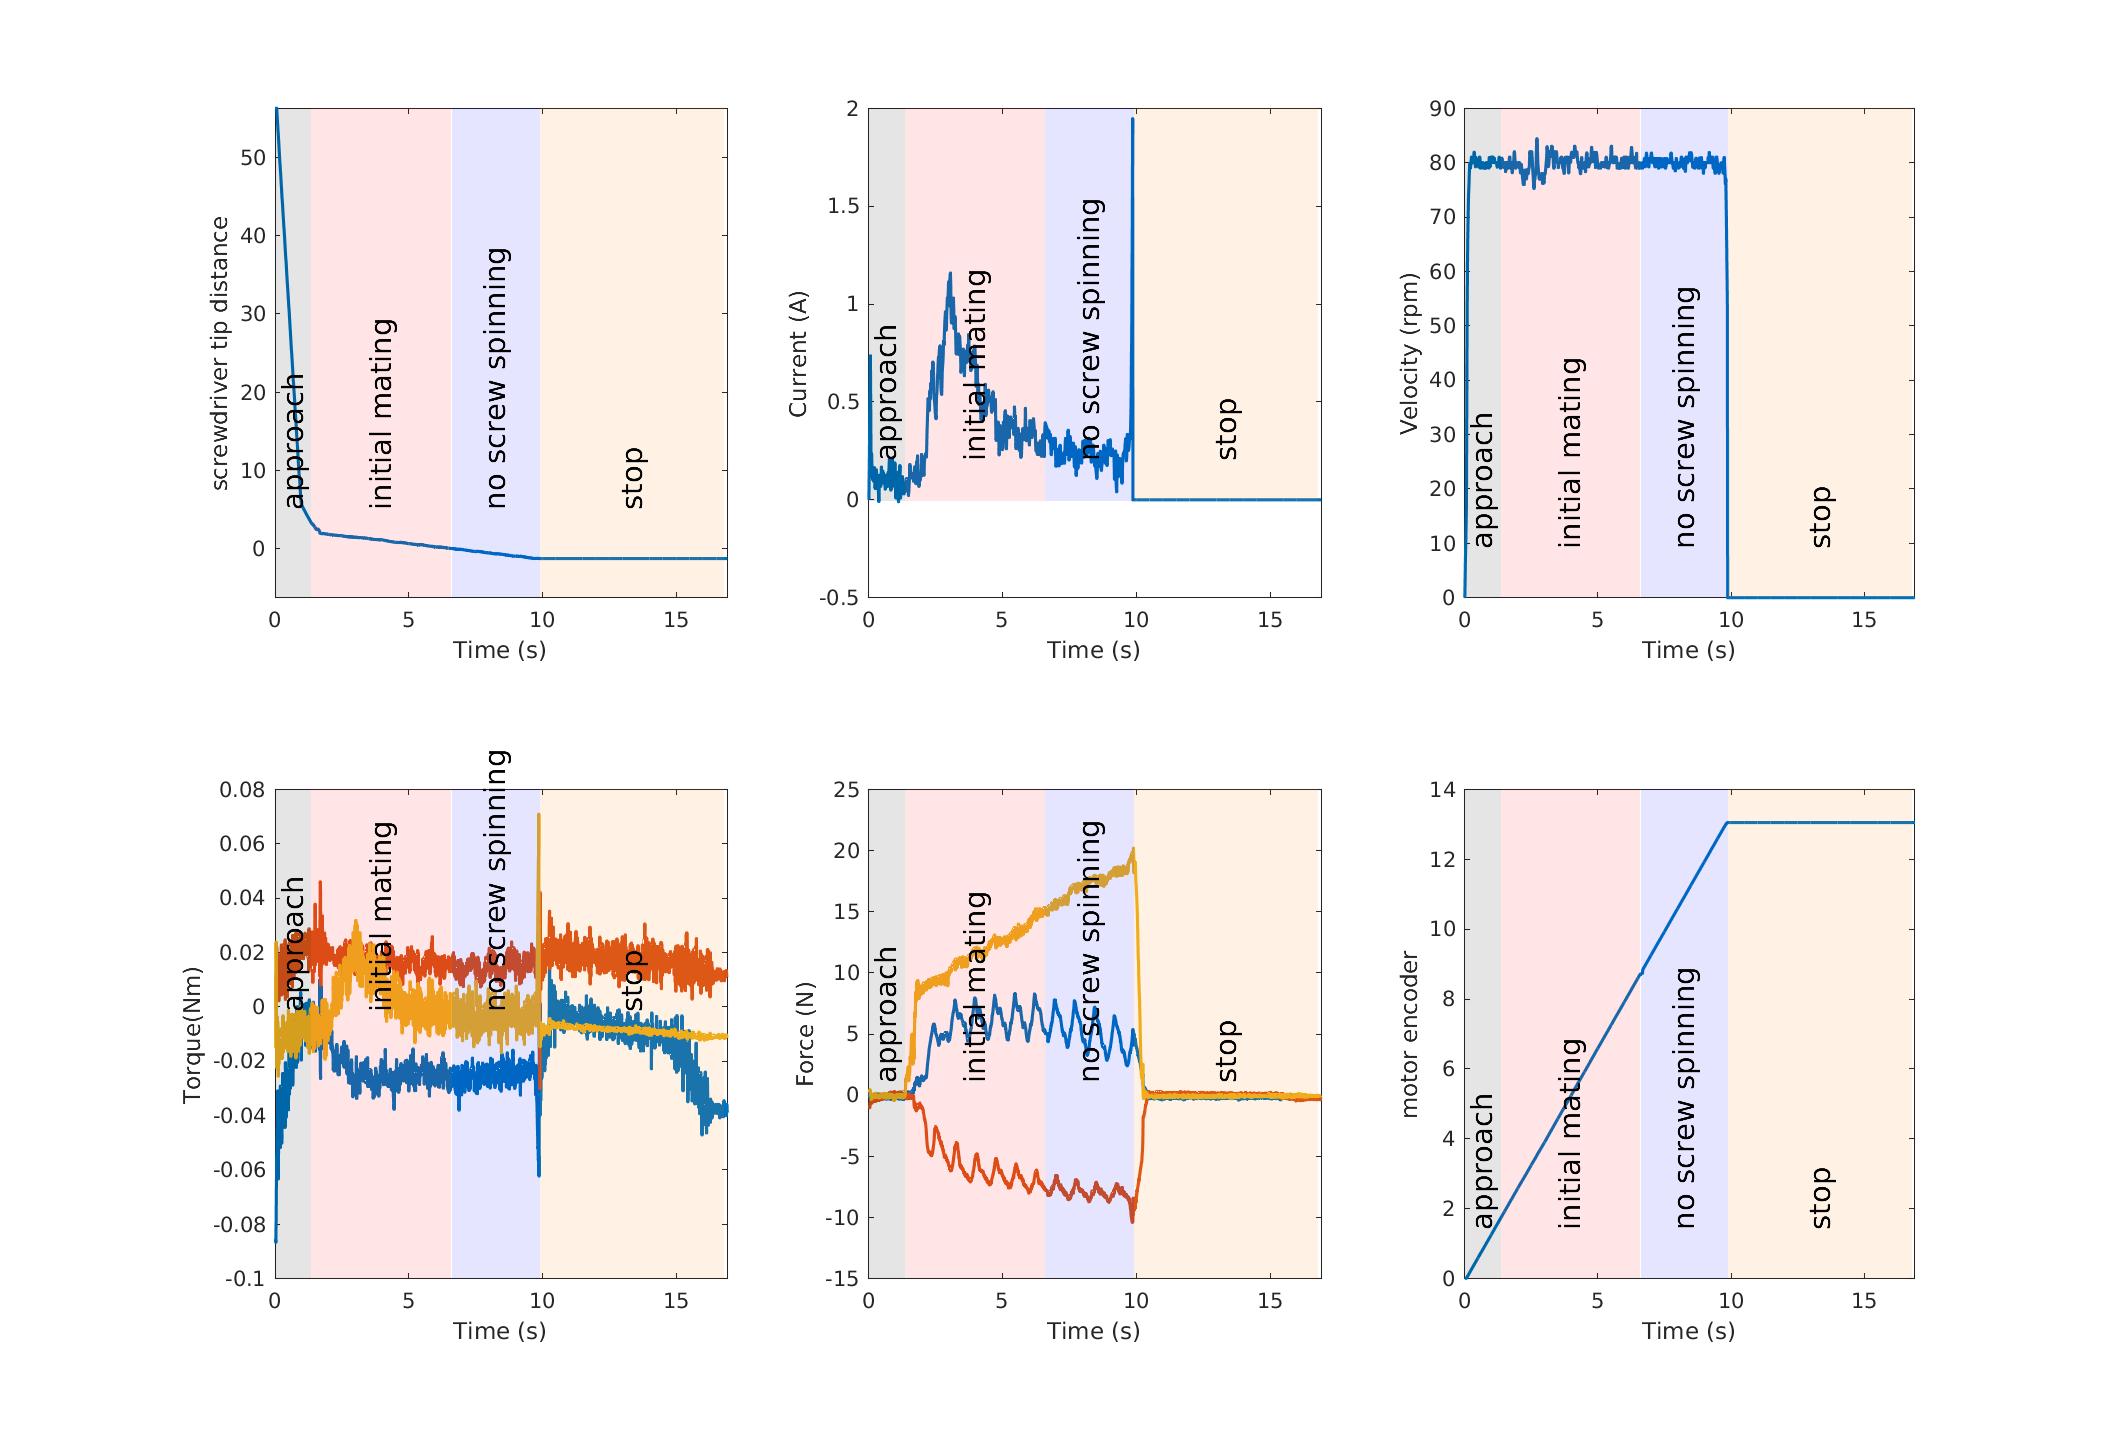 screwdriver tip distance
50
40
30
20
10
0
approach
initial mating
no screw spinning
stop
0 5 10 15
Time (s)
Current (A)
2
1.5
1
0.5
0
-0.5
approach
initial mating
no screw spinning
stop
0 5 10 15
Time (s)
Velocity (rpm)
90
80
70
60
50
40
30
20
10
0
approach
initial mating
no screw spinning
stop
0 5 10 15
Time (s)
Torque(Nm)
0.08
0.06
0.04
0.02
0
-0.02
-0.04
-0.06
-0.08
-0.1
approach
initial mating
no screw spinning
stop
0 5 10 15
Time (s)
Force (N)
25
20
15
10
5
0
-5
-10
-15
approach
initial mating
no screw spinning
stop
0 5 10 15
Time (s)
motor encoder
14
12
10
8
6
4
2
0
approach
initial mating
no screw spinning
stop
0 5 10 15
Time (s)